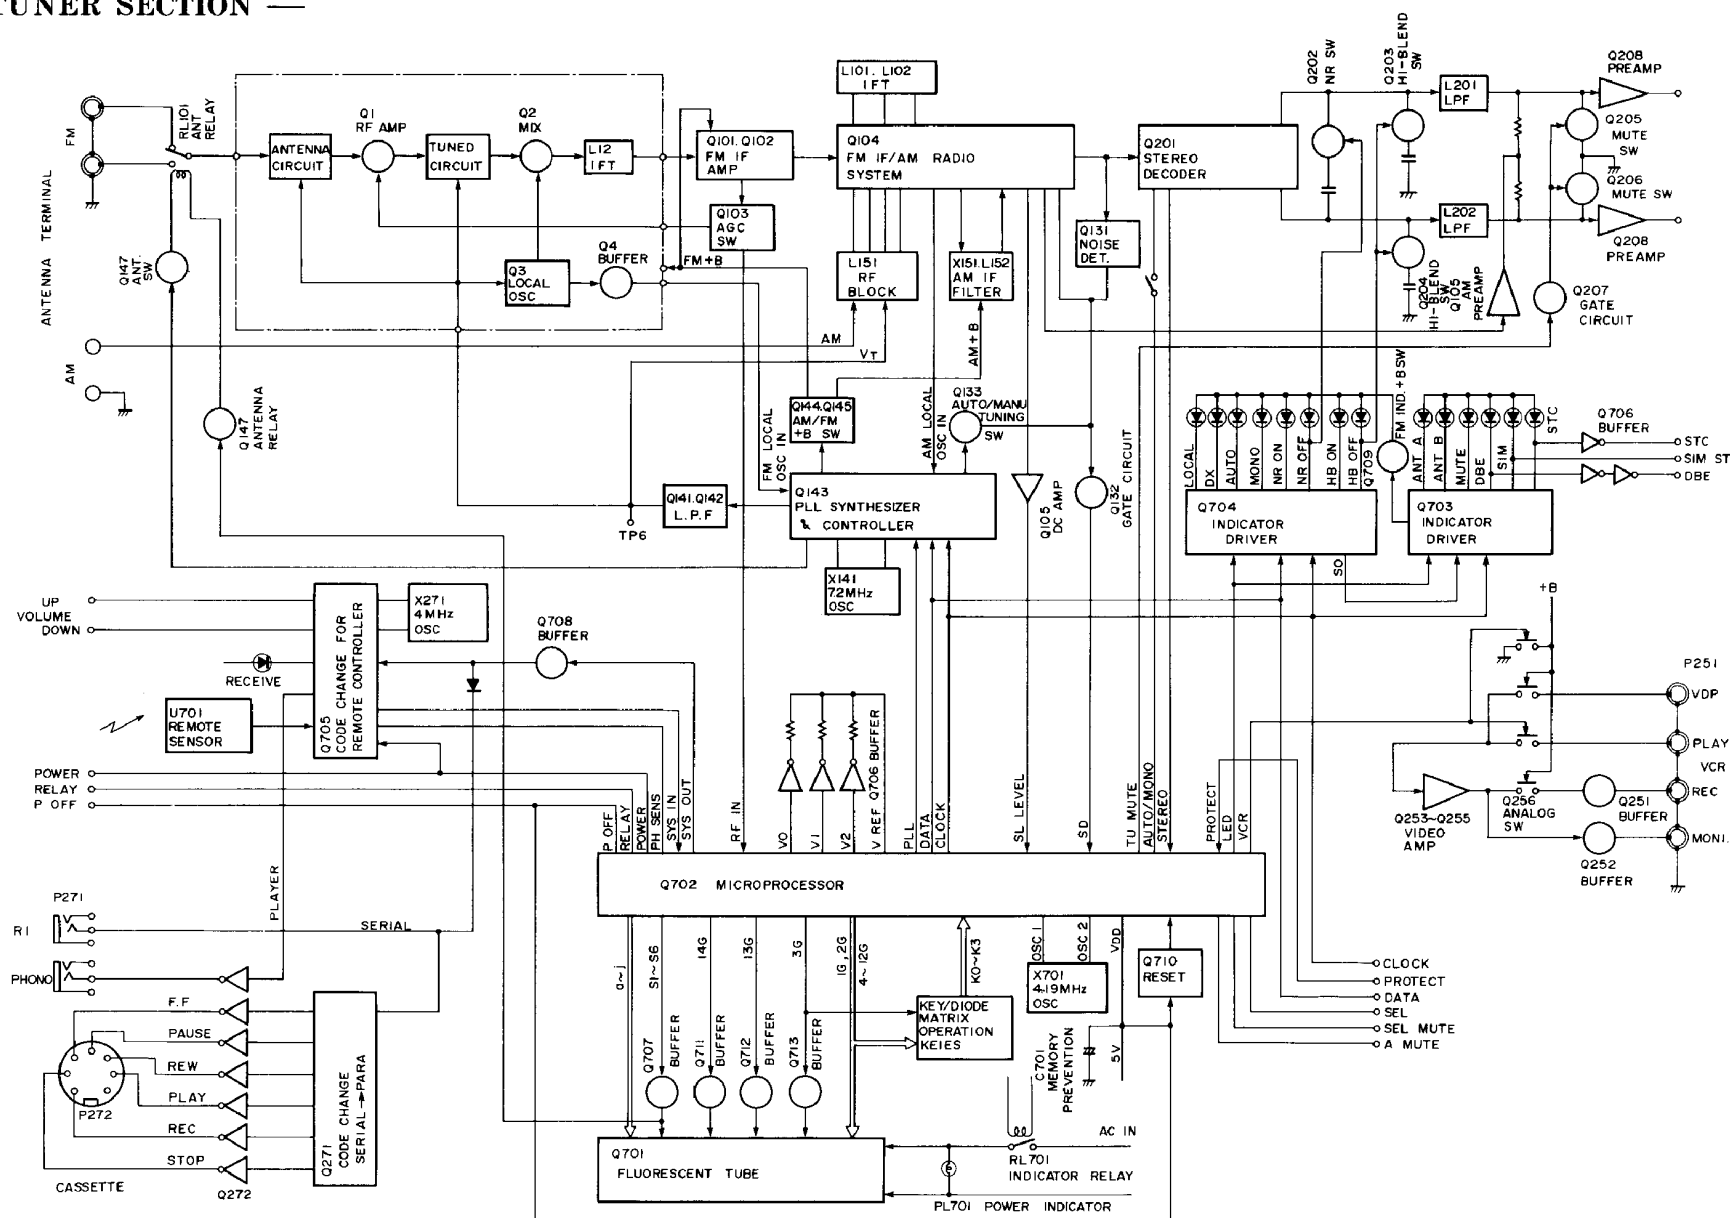 TUNER SECTION —
FM
ANTENNA TERMINAL
AM
RL101
ANT
RELAY
Q147
ANT.
SW
Q147
ANTENNA
RELAY
ANTENNA
CIRCUIT
Q1
RF AMP
TUNED
CIRCUIT
Q2
MIX
L12
IFT
Q3
LOCAL
OSC
Q4
BUFFER
Q101. Q102
FM IF
AMP
Q103
AGC
SW
FM+B
L101. L102
IFT
Q104
FM IF/AM RADIO
SYSTEM
L151
RF
BLOCK
X151.L152
AM IF
FILTER
Q131
NOISE
DET.
Q201
STEREO
DECODER
Q202
NR SW
Q203
HI-BLEND
SW
L201
LPF
Q208
PREAMP
Q205
MUTE
SW
Q206
MUTE SW
L202
LPF
Q208
PREAMP
Q204
HI-BLEND
SW
Q105
AM
PREAMP
Q207
GATE
CIRCUIT
AM
VT
AM+B
FM LOCAL
OSC IN
Q144.Q145
AM/FM
+B SW
AM LOCAL
OSC IN
Q133
AUTO/MANU
TUNING
SW
Q141.Q142
L.P.F
TP6
Q143
PLL SYNTHESIZER
& CONTROLLER
X141
7.2MHz
OSC
Q105
DC AMP
Q132
GATE CIRCUIT
LOCAL
DX
AUTO
MONO
NR ON
NR OFF
HB ON
HB OFF
Q709
FM IND.+BSW
ANT A
ANT B
MUTE
DBE
SIM
STC
Q706
BUFFER
STC
SIM ST
DBE
Q704
INDICATOR
DRIVER
Q703
INDICATOR
DRIVER
SO
+B
UP
VOLUME
DOWN
RECEIVE
U701
REMOTE
SENSOR
Q705
CODE CHANGE FOR
REMOTE CONTROLLER
X271
4MHz
OSC
Q708
BUFFER
POWER
RELAY
P OFF
P OFF
RELAY
POWER
PH SENS
SYS IN
SYS OUT
RF IN
V0
V1
V2
V REF
Q706 BUFFER
PLL
DATA
CLOCK
SL LEVEL
SD
TU MUTE
AUTO/MONO
STEREO
PROTECT
LED
VCR
P251
VDP
PLAY
VCR
REC
MONI.
Q253~Q255
VIDEO
AMP
Q256
ANALOG
SW
Q251
BUFFER
Q252
BUFFER
Q702 MICROPROCESSOR
P271
RI
PHONO
PLAYER
SERIAL
F.F
PAUSE
REW
PLAY
REC
STOP
P272
CASSETTE
Q272
Q271
CODE CHANGE
SERIAL→PARA
a~j
S1~S6
14G
13G
3G
1G, 2G
4~12G
K0~K3
OSC 1
OSC 2
VDD
X701
4.19MHz
OSC
Q710
RESET
KEY/DIODE
MATRIX
OPERATION
KEIES
Q707
BUFFER
Q711
BUFFER
Q712
BUFFER
Q713
BUFFER
C701
MEMORY
PREVENTION
5V
CLOCK
PROTECT
DATA
SEL
SEL MUTE
A MUTE
Q701
FLUORESCENT TUBE
AC IN
RL701
INDICATOR RELAY
PL701 POWER INDICATOR